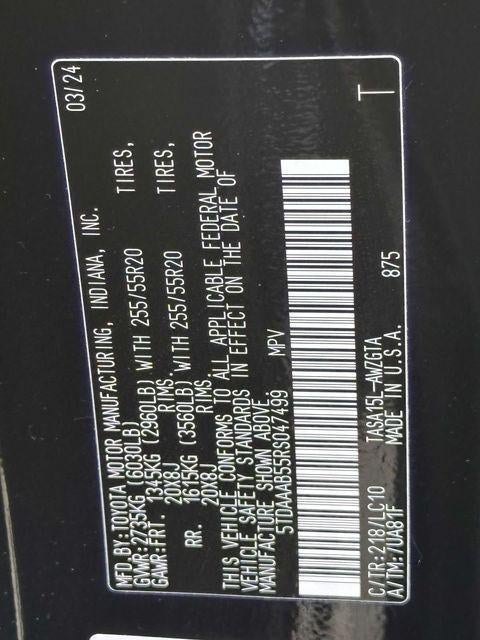 MFD.BY:TOYOTA MOTOR MANUFACTURING, INDIANA, INC. 03/24
GVWR:2735KG (6030LB)
GAWR:FRT. 1345KG (2960LB) WITH 255/55R20 TIRES,
20X8J RIMS,
RR. 1615KG (3560LB) WITH 255/55R20 TIRES,
20X8J RIMS.
THIS VEHICLE CONFORMS TO ALL APPLICABLE FEDERAL MOTOR
VEHICLE SAFETY STANDARDS IN EFFECT ON THE DATE OF
MANUFACTURE SHOWN ABOVE.
5TDAAAB55RS047499 MPV
C/TR:218/LC10 TASA15L-AWZGTA T
A/TM:/UA81F MADE IN U.S.A. 875